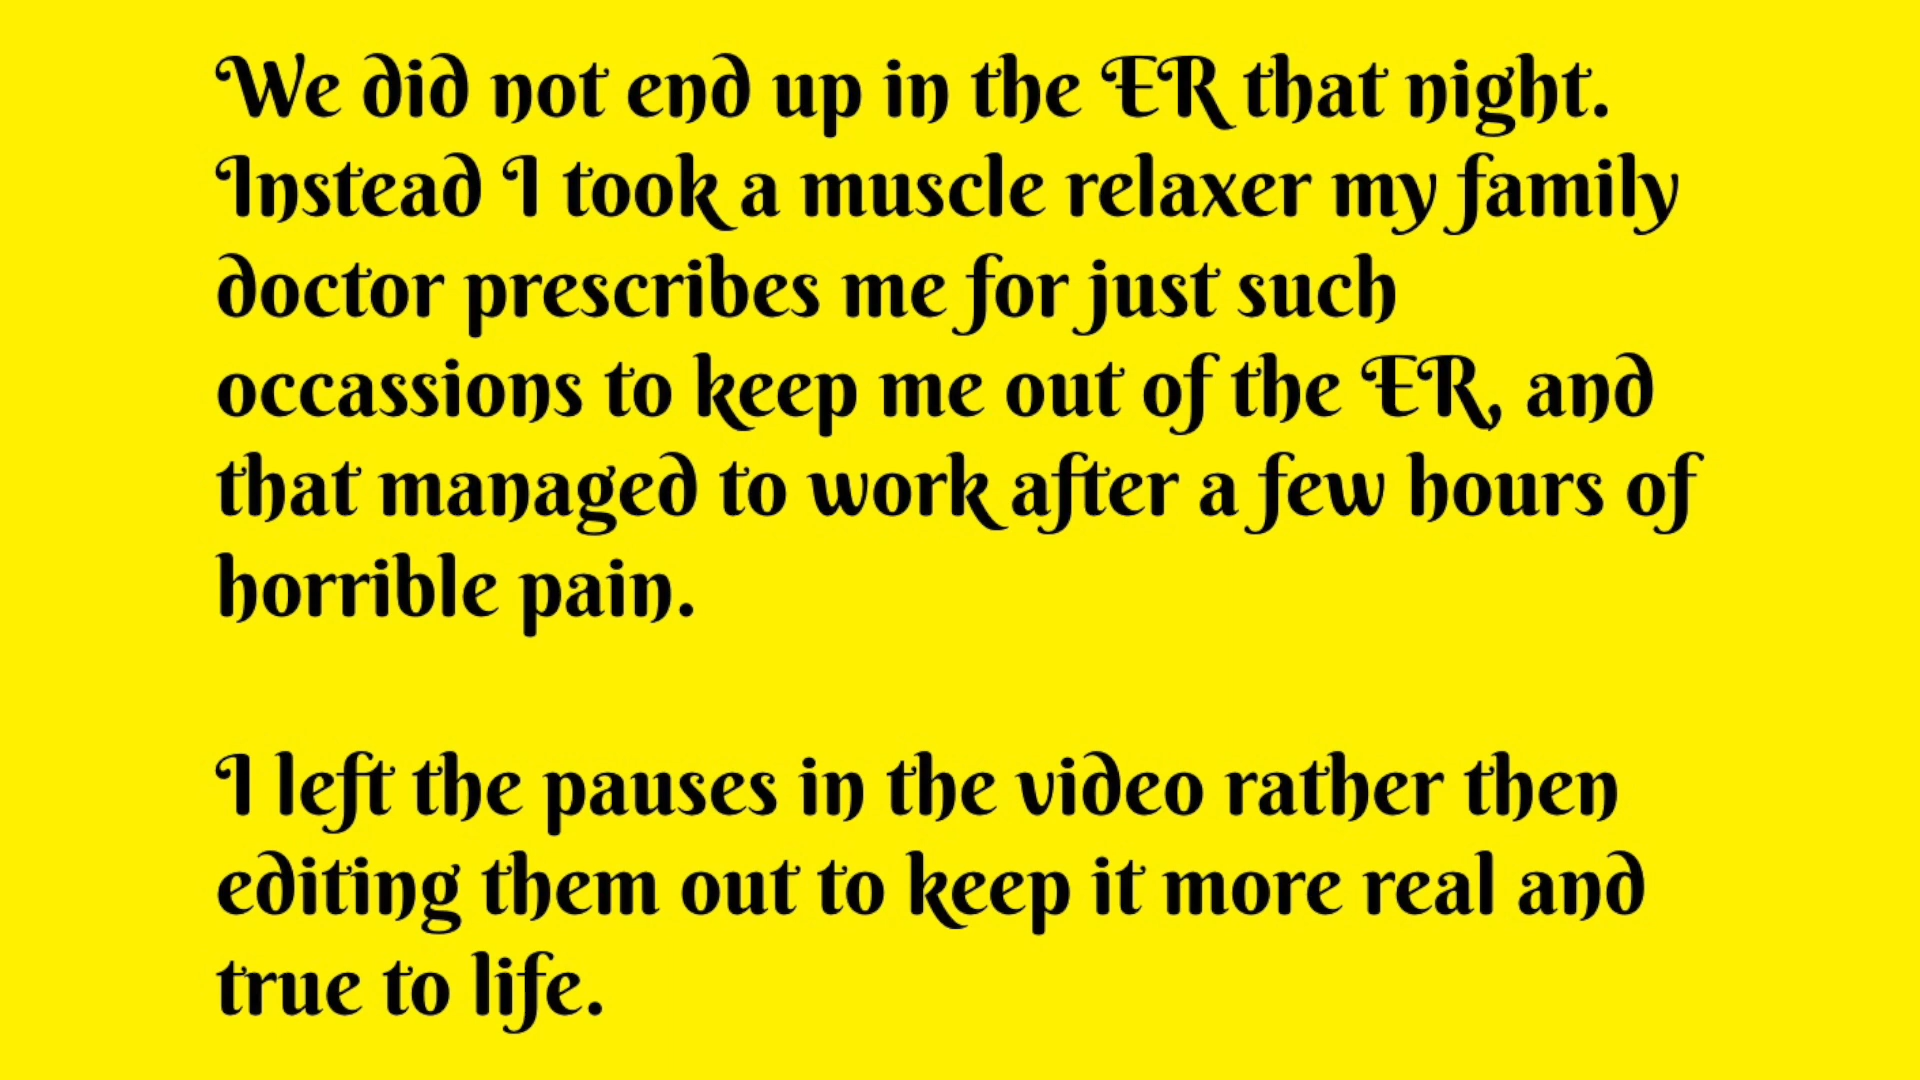 We did not end up in the ER that night.
Instead I took a muscle relaxer my family
doctor prescribes me for just such
occassions to keep me out of the ER, and
that managed to work after a few hours of
horrible pain.
I left the pauses in the video rather then
editing them out to keep it more real and
true to life.